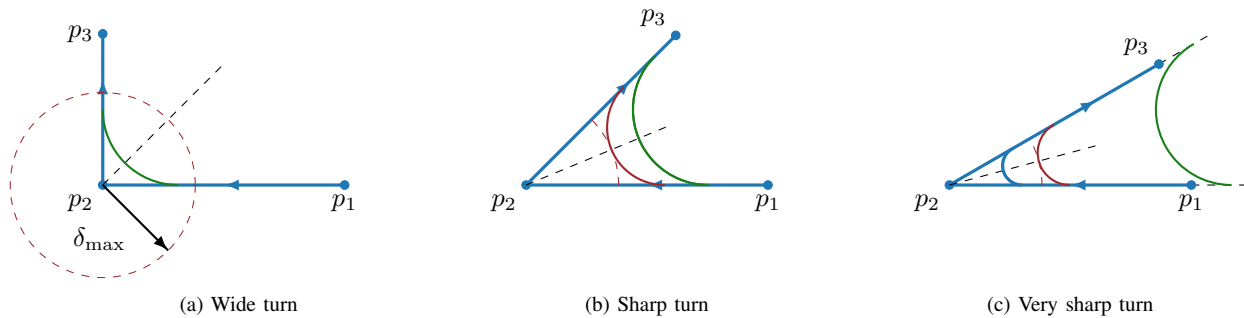 p₃
p₂
p₁
δmax
(a) Wide turn
p₃
p₂
p₁
(b) Sharp turn
p₃
p₂
p₁
(c) Very sharp turn